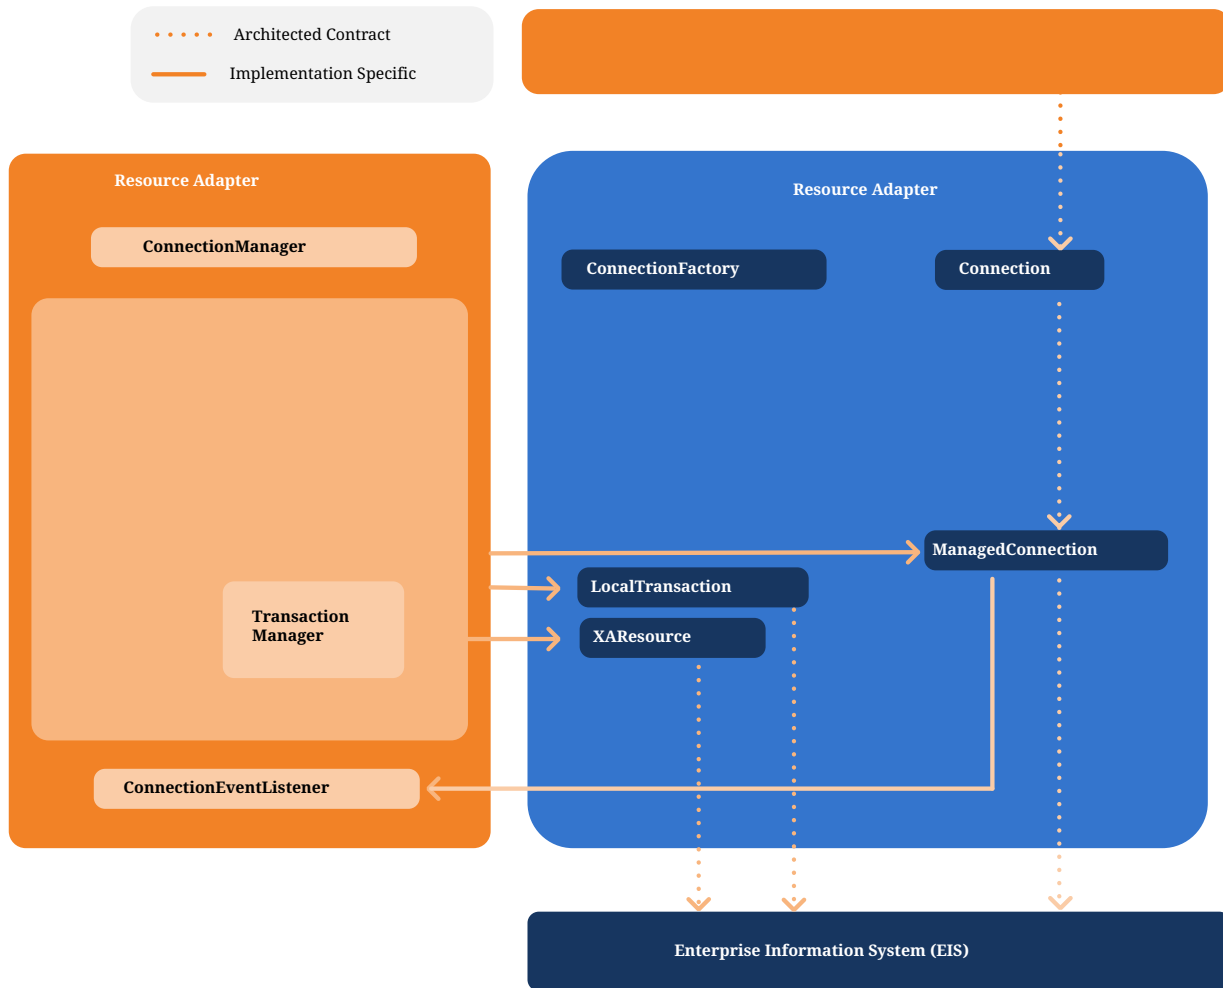 Architected Contract
Implementation Specific
Resource Adapter
ConnectionManager
Transaction
Manager
ConnectionEventListener
Resource Adapter
ConnectionFactory
Connection
ManagedConnection
LocalTransaction
XAResource
Enterprise Information System (EIS)